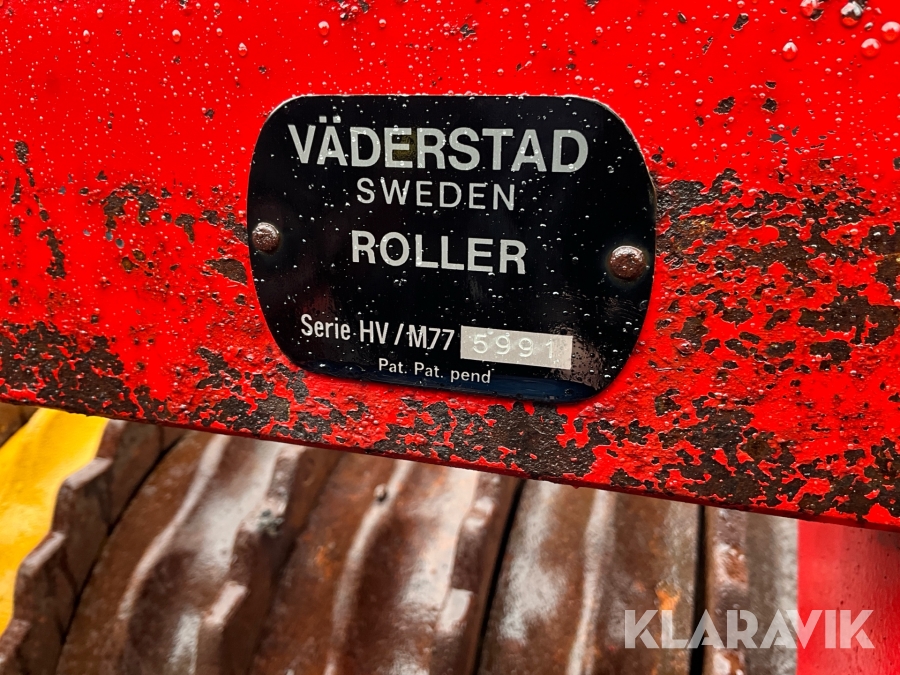 VÄDERSTAD
SWEDEN
ROLLER
Serie HV/M77 5991
Pat. Pat. pend
KLARAVIK